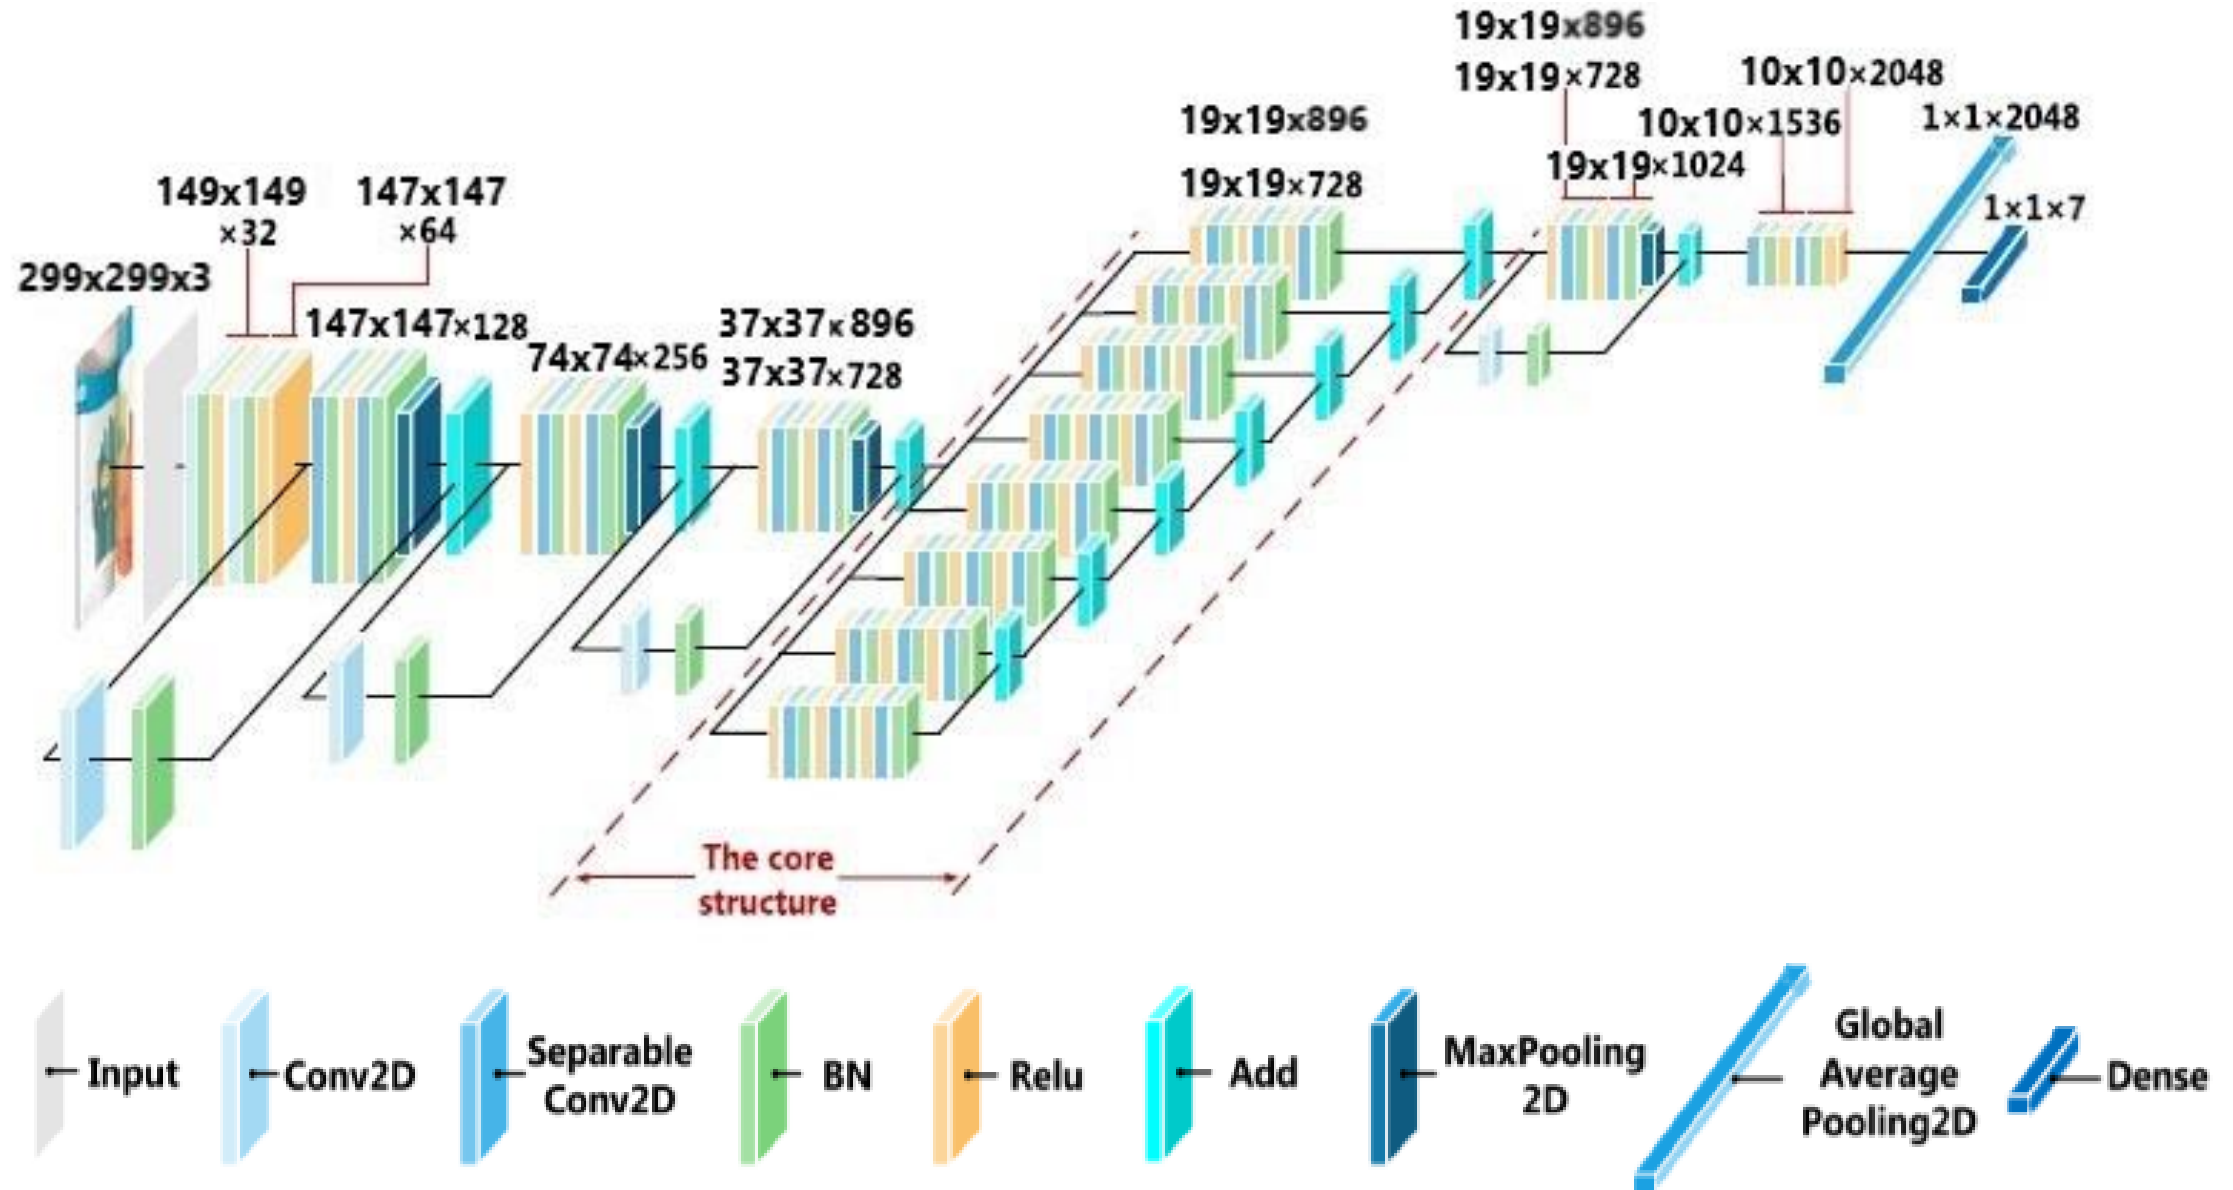 299x299x3
149x149
×32
147x147
×64
147x147×128
74x74×256
37x37×896
37x37×728
19x19x896
19x19×728
19x19x896
19x19×728
19x19×1024
10x10×1536
10x10×2048
1×1×2048
1×1×7
The core
structure
Input
Conv2D
Separable
Conv2D
BN
Relu
Add
MaxPooling
2D
Global
Average
Pooling2D
Dense